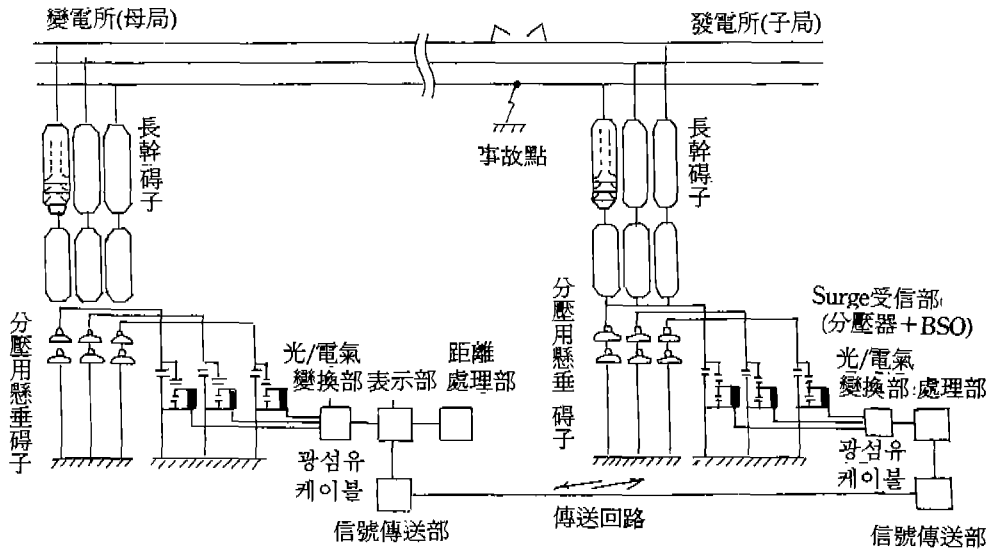 變電所(母局)
發電所(子局)
事故點
長幹碍子
長幹碍子
分壓用懸垂碍子
分壓用懸垂碍子
Surge受信部
(分壓器+BSO)
光/電氣
變換部
表示部
距離
處理部
光/電氣
變換部
處理部
광섬유
케이블
광섬유
케이블
信號傳送部
傳送回路
信號傳送部